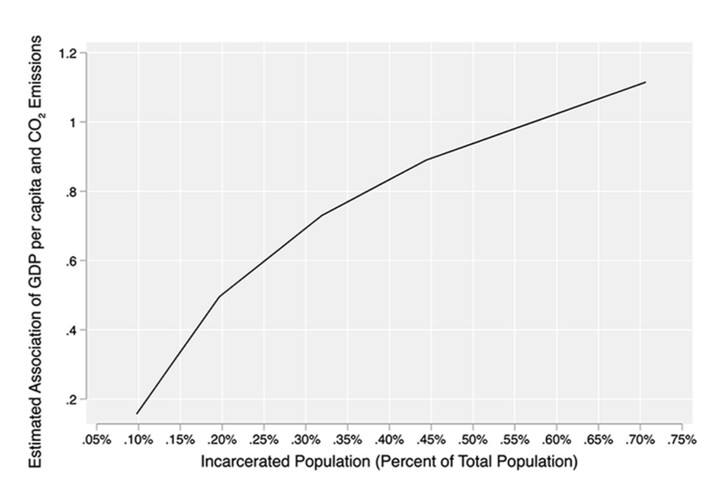 Estimated Association of GDP per capita and CO₂ Emissions
1.2
1
.8
.6
.4
.2
.05% .10% .15% .20% .25% .30% .35% .40% .45% .50% .55% .60% .65% .70% .75%
Incarcerated Population (Percent of Total Population)